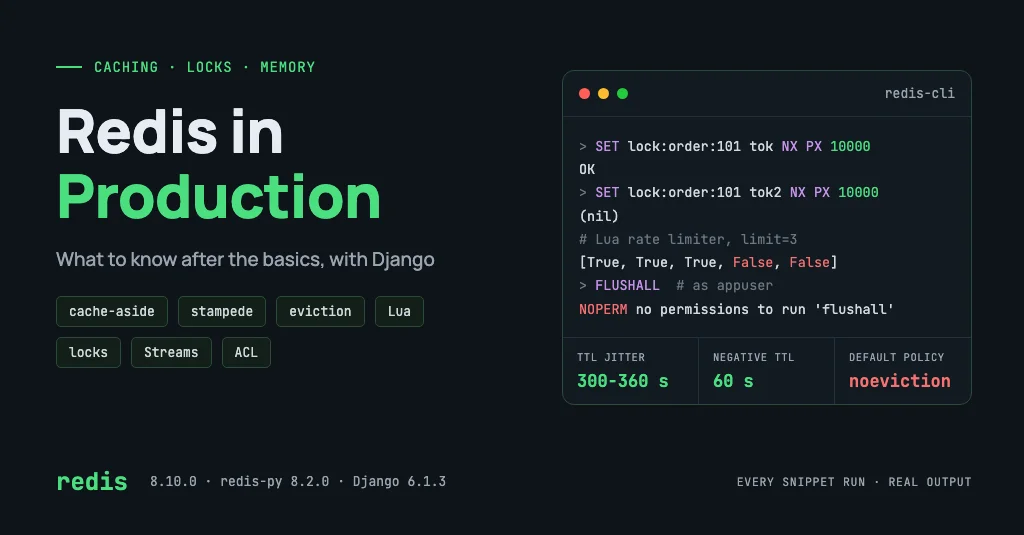 CACHING · LOCKS · MEMORY
Redis in
Production
What to know after the basics, with Django
cache-aside stampede eviction Lua
locks Streams ACL
redis-cli
> SET lock:order:101 tok NX PX 10000
OK
> SET lock:order:101 tok2 NX PX 10000
(nil)
# Lua rate limiter, limit=3
[True, True, True, False, False]
> FLUSHALL # as appuser
NOPERM no permissions to run 'flushall'
TTL JITTER
300-360 s
NEGATIVE TTL
60 s
DEFAULT POLICY
noeviction
redis 8.10.0 · redis-py 8.2.0 · Django 6.1.3
EVERY SNIPPET RUN · REAL OUTPUT